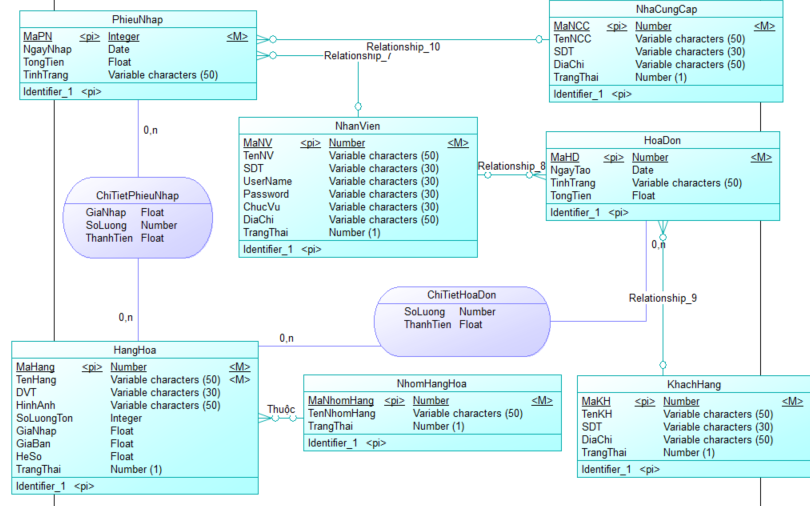 PhieuNhap
MaPN <pi> Integer <M>
NgayNhap Date
TongTien Float
TinhTrang Variable characters (50)
Identifier_1 <pi>
NhaCungCap
MaNCC <pi> Number <M>
TenNCC Variable characters (50)
SDT Variable characters (30)
DiaChi Variable characters (50)
TrangThai Number (1)
Identifier_1 <pi>
Relationship_10
Relationship_7
0,n
NhanVien
MaNV <pi> Number <M>
TenNV Variable characters (50)
SDT Variable characters (30)
UserName Variable characters (30)
Password Variable characters (30)
ChucVu Variable characters (30)
DiaChi Variable characters (50)
TrangThai Number (1)
Identifier_1 <pi>
Relationship_8
HoaDon
MaHD <pi> Number <M>
NgayTao Date
TinhTrang Variable characters (50)
TongTien Float
Identifier_1 <pi>
ChiTietPhieuNhap
GiaNhap Float
SoLuong Number
ThanhTien Float
0,n
0,n
Relationship_9
ChiTietHoaDon
SoLuong Number
ThanhTien Float
0,n
HangHoa
MaHang <pi> Number <M>
TenHang Variable characters (50) <M>
DVT Variable characters (30)
HinhAnh Variable characters (50)
SoLuongTon Integer
GiaNhap Float
GiaBan Float
HeSo Float
TrangThai Number (1)
Identifier_1 <pi>
Thuộc
NhomHangHoa
MaNhomHang <pi> Number <M>
TenNhomHang Variable characters (50)
TrangThai Number (1)
Identifier_1 <pi>
KhachHang
MaKH <pi> Number <M>
TenKH Variable characters (50)
SDT Variable characters (30)
DiaChi Variable characters (50)
TrangThai Number (1)
Identifier_1 <pi>